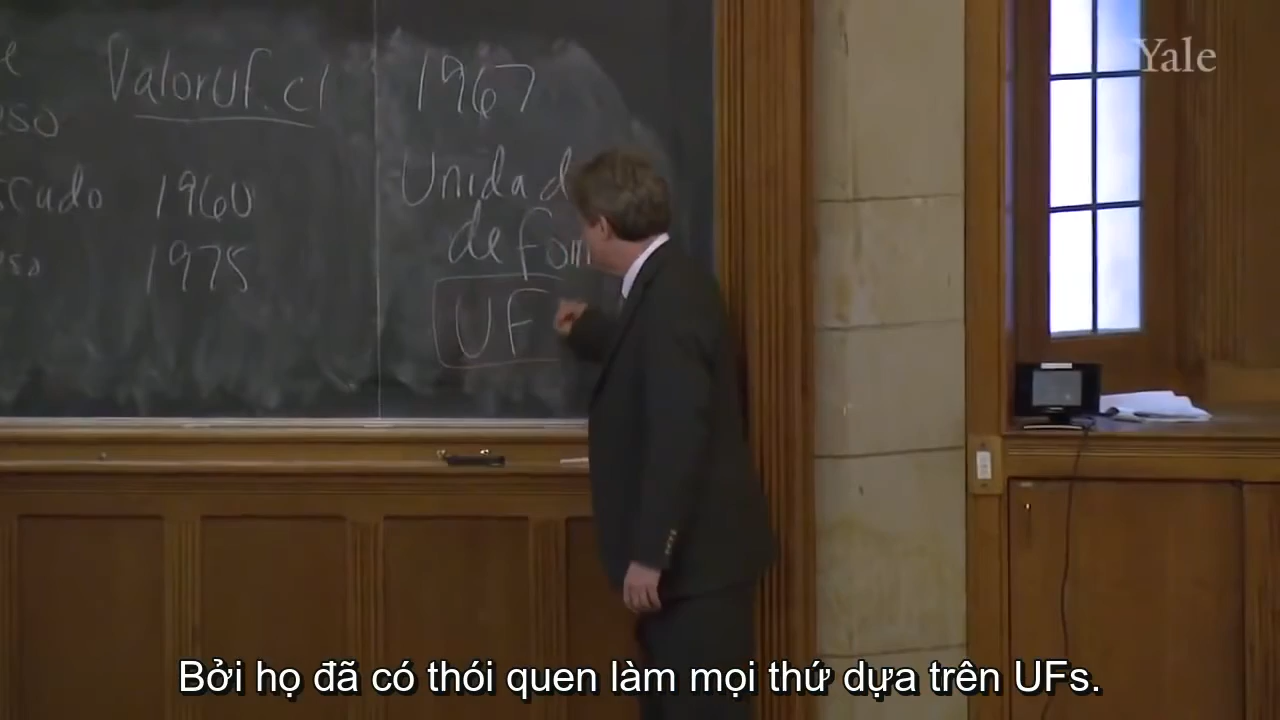 Yale
Valoruf.cl
1960
1975
1967
Unidad
de fom
UF
Bởi họ đã có thói quen làm mọi thứ dựa trên UFs.